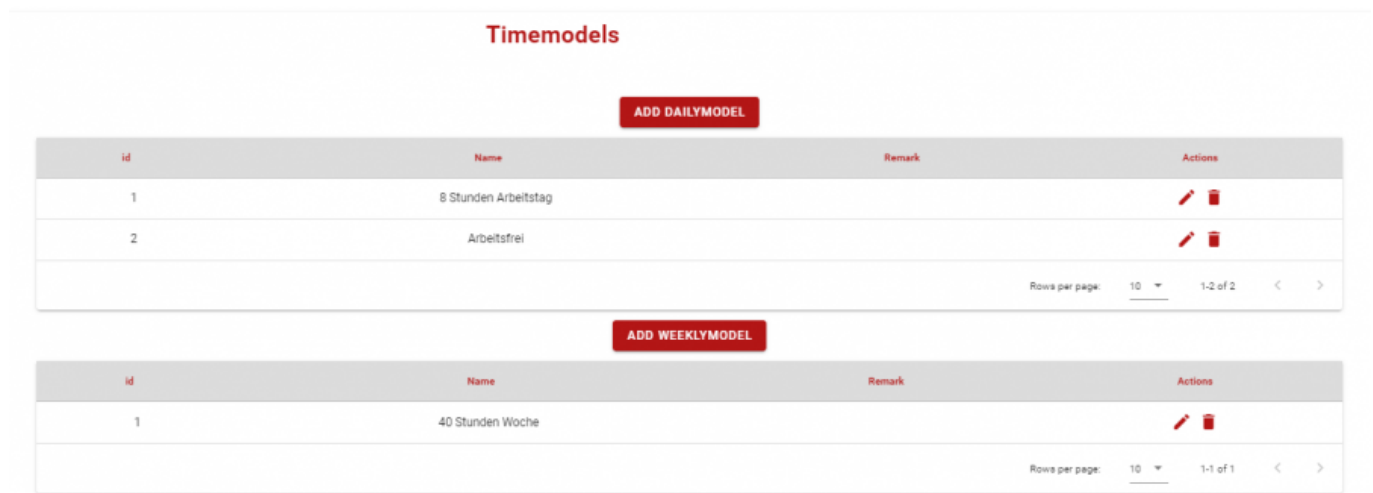 Timemodels
ADD DAILYMODEL
id Name Remark Actions
1 8 Stunden Arbeitstag
2 Arbeitsfrei
Rows per page: 10 1-2 of 2
ADD WEEKLYMODEL
id Name Remark Actions
1 40 Stunden Woche
Rows per page: 10 1-1 of 1